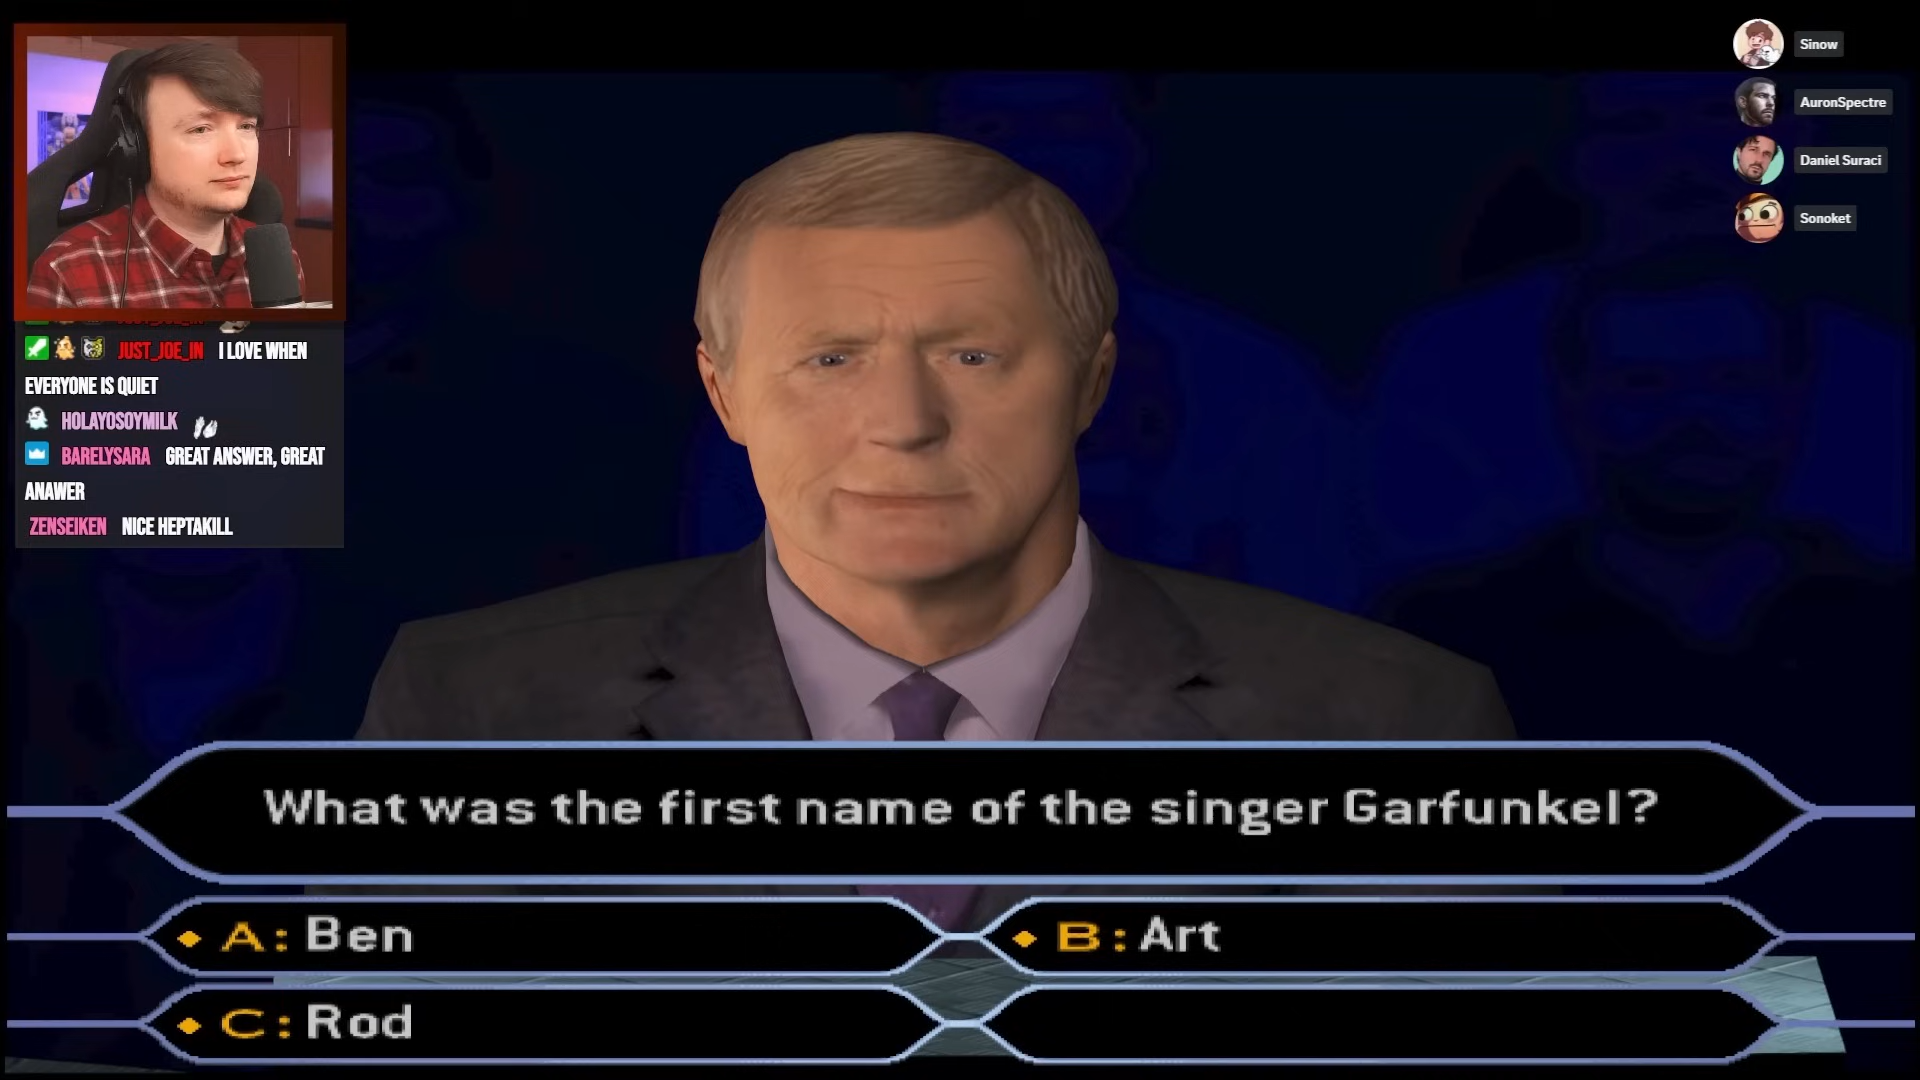 Sinow
AuronSpectre
Daniel Suraci
Sonoket
JUST_JOE_IN I LOVE WHEN
EVERYONE IS QUIET
HOLAYOSOYMILK
BARELYSARA GREAT ANSWER, GREAT
ANAWER
ZENSEIKEN NICE HEPTAKILL
What was the first name of the singer Garfunkel?
A: Ben
B: Art
C: Rod